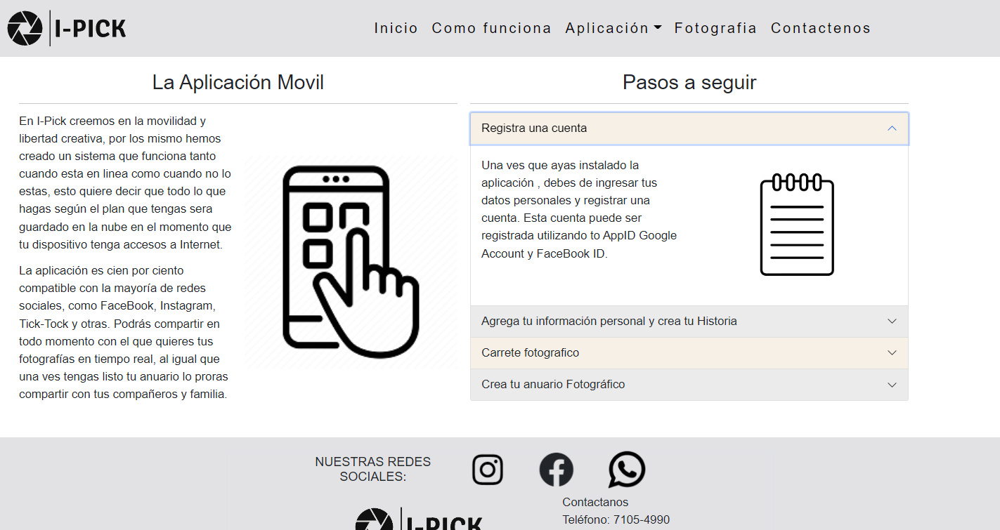 I-PICK
Inicio Como funciona Aplicación Fotografia Contactenos
La Aplicación Movil
En I-Pick creemos en la movilidad y
libertad creativa, por los mismo hemos
creado un sistema que funciona tanto
cuando esta en linea como cuando no lo
estas, esto quiere decir que todo lo que
hagas según el plan que tengas sera
guardado en la nube en el momento que
tu dispositivo tenga accesos a Internet.
La aplicación es cien por ciento
compatible con la mayoría de redes
sociales, como FaceBook, Instagram,
Tick-Tock y otras. Podrás compartir en
todo momento con el que quieres tus
fotografías en tiempo real, al igual que
una ves tengas listo tu anuario lo proras
compartir con tus compañeros y familia.
Pasos a seguir
Registra una cuenta
Una ves que ayas instalado la
aplicación , debes de ingresar tus
datos personales y registrar una
cuenta. Esta cuenta puede ser
registrada utilizando to AppID Google
Account y FaceBook ID.
Agrega tu información personal y crea tu Historia
Carrete fotografico
Crea tu anuario Fotográfico
NUESTRAS REDES
SOCIALES:
I-PICK
Contactanos
Teléfono: 7105-4990